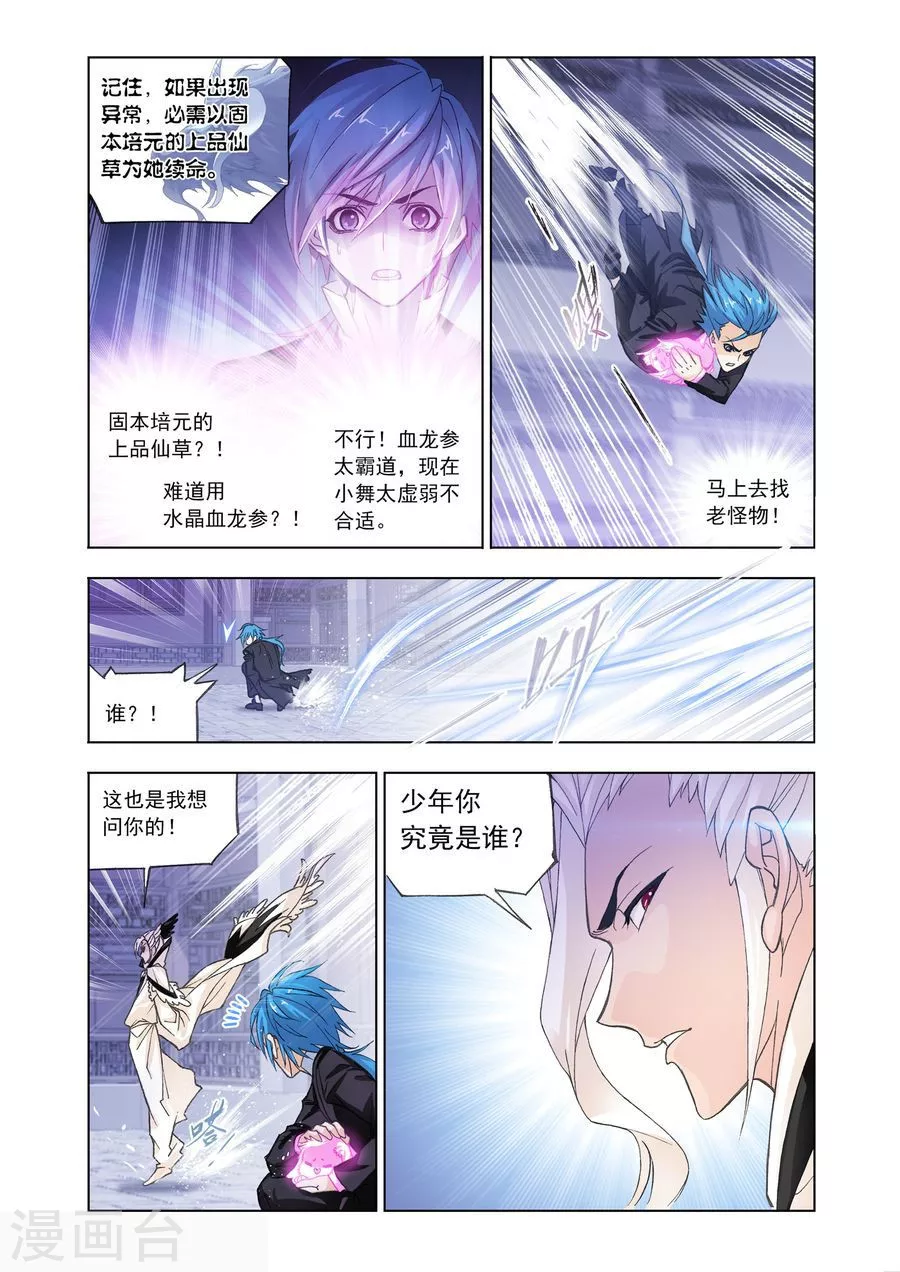 记住，如果出现
异常，必需以固
本培元的上品仙
草为她续命。
固本培元的
上品仙草？！
难道用
水晶血龙参？！
不行！血龙参
太霸道，现在
小舞太虚弱不
合适。
马上去找
老怪物！
谁？！
这也是我想
问你的！
嗒
少年你
究竟是谁？
漫画台